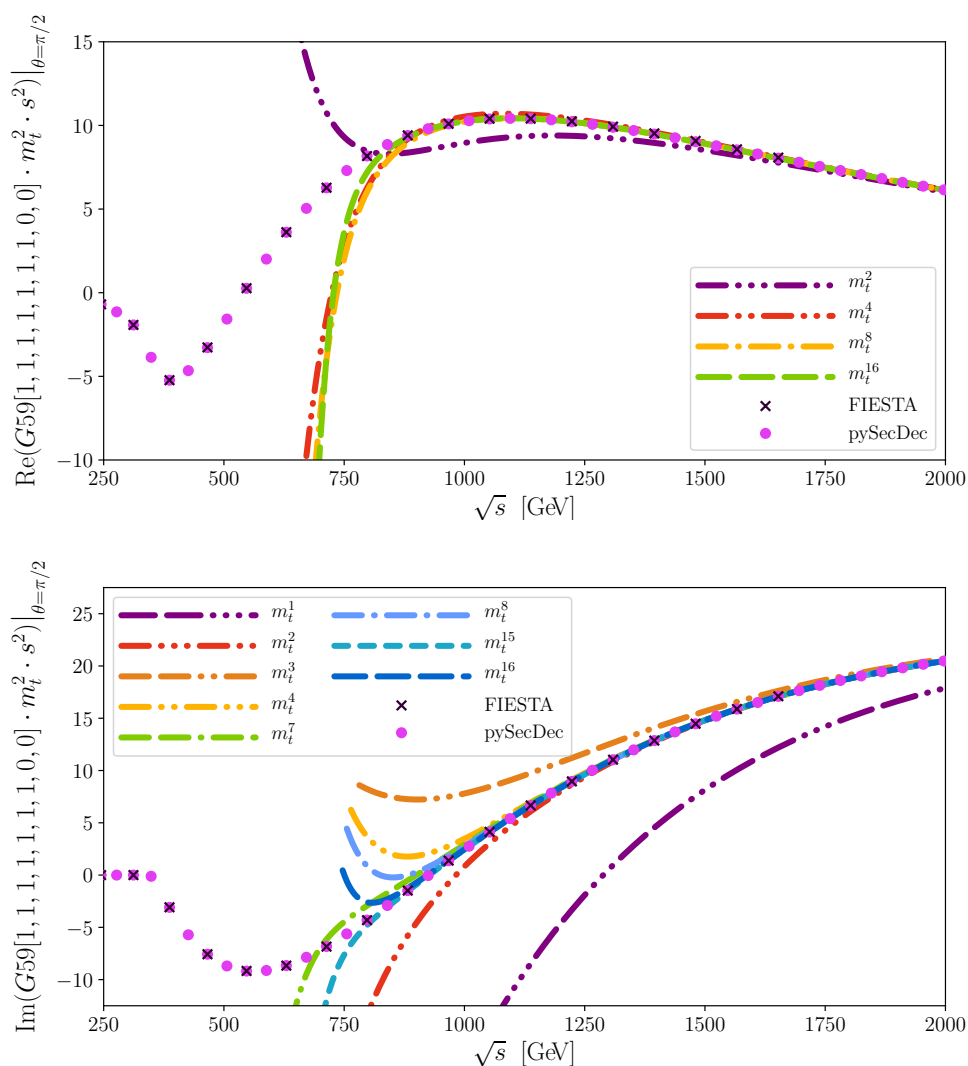 Re(G59[1, 1, 1, 1, 1, 1, 1, 0, 0] · m_t^2 · s^2)|_{θ=π/2}
15
10
5
0
−5
−10
250 500 750 1000 1250 1500 1750 2000
√s [GeV]
m_t^2
m_t^4
m_t^8
m_t^16
FIESTA
pySecDec
Im(G59[1, 1, 1, 1, 1, 1, 1, 0, 0] · m_t^2 · s^2)|_{θ=π/2}
25
20
15
10
5
0
−5
−10
250 500 750 1000 1250 1500 1750 2000
√s [GeV]
m_t^1
m_t^2
m_t^3
m_t^4
m_t^7
m_t^8
m_t^15
m_t^16
FIESTA
pySecDec